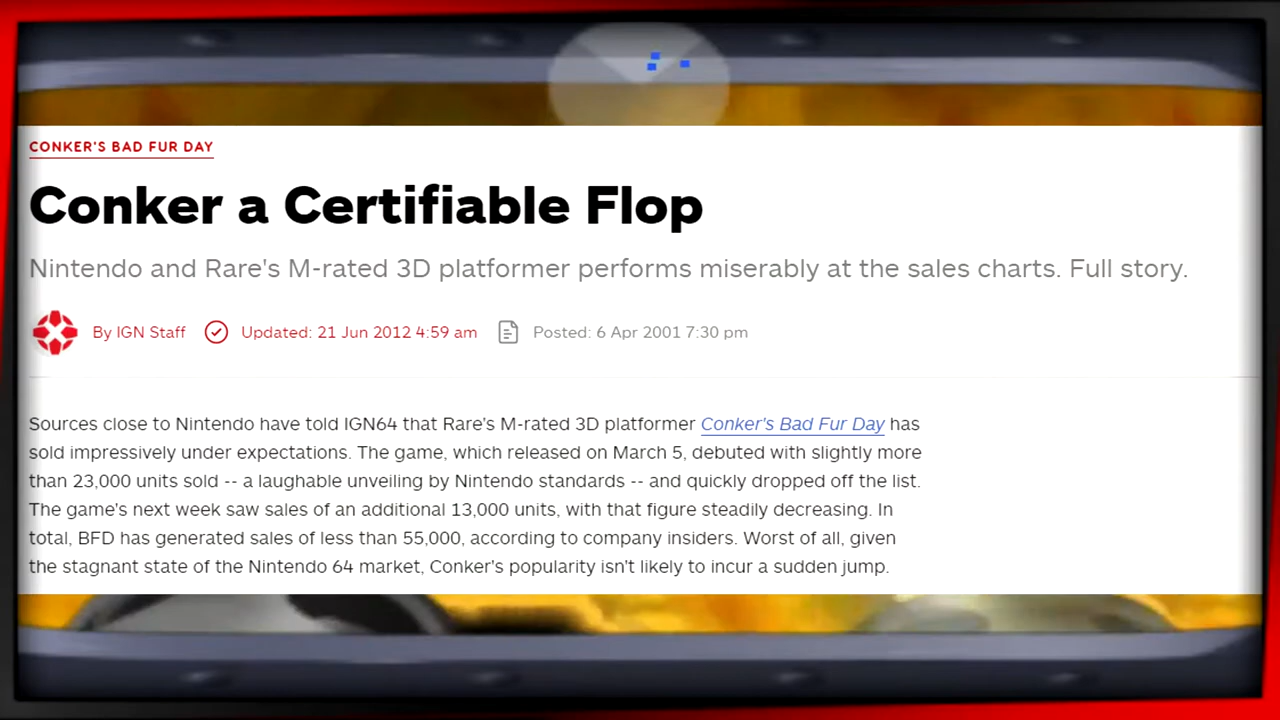 CONKER'S BAD FUR DAY
Conker a Certifiable Flop
Nintendo and Rare's M-rated 3D platformer performs miserably at the sales charts. Full story.
By IGN Staff Updated: 21 Jun 2012 4:59 am Posted: 6 Apr 2001 7:30 pm
Sources close to Nintendo have told IGN64 that Rare's M-rated 3D platformer Conker's Bad Fur Day has
sold impressively under expectations. The game, which released on March 5, debuted with slightly more
than 23,000 units sold -- a laughable unveiling by Nintendo standards -- and quickly dropped off the list.
The game's next week saw sales of an additional 13,000 units, with that figure steadily decreasing. In
total, BFD has generated sales of less than 55,000, according to company insiders. Worst of all, given
the stagnant state of the Nintendo 64 market, Conker's popularity isn't likely to incur a sudden jump.